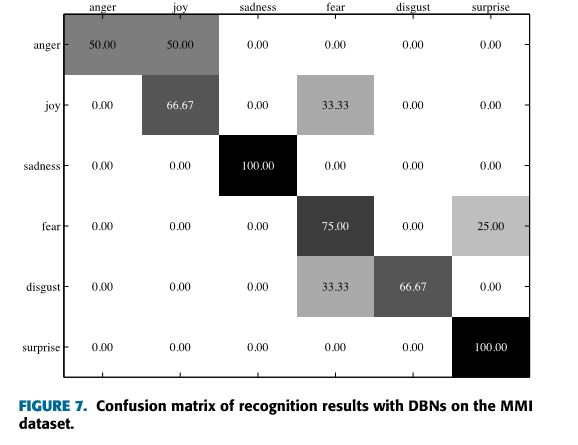 anger joy sadness fear disgust surprise
anger 50.00 50.00 0.00 0.00 0.00 0.00
joy 0.00 66.67 0.00 33.33 0.00 0.00
sadness 0.00 0.00 100.00 0.00 0.00 0.00
fear 0.00 0.00 0.00 75.00 0.00 25.00
disgust 0.00 0.00 0.00 33.33 66.67 0.00
surprise 0.00 0.00 0.00 0.00 0.00 100.00
FIGURE 7. Confusion matrix of recognition results with DBNs on the MMI
dataset.